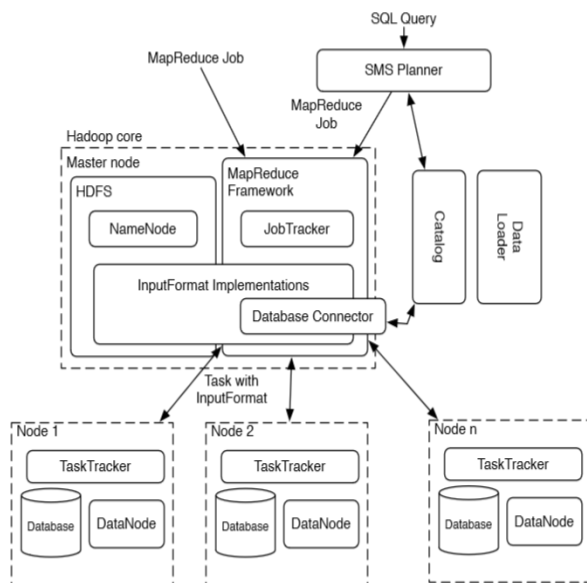 SQL Query
SMS Planner
MapReduce Job
MapReduce
Job
Hadoop core
Master node
HDFS
NameNode
MapReduce
Framework
JobTracker
InputFormat Implementations
Database Connector
Catalog
Data
Loader
Task with
InputFormat
Node 1
TaskTracker
Database
DataNode
Node 2
TaskTracker
Database
DataNode
Node n
TaskTracker
Database
DataNode